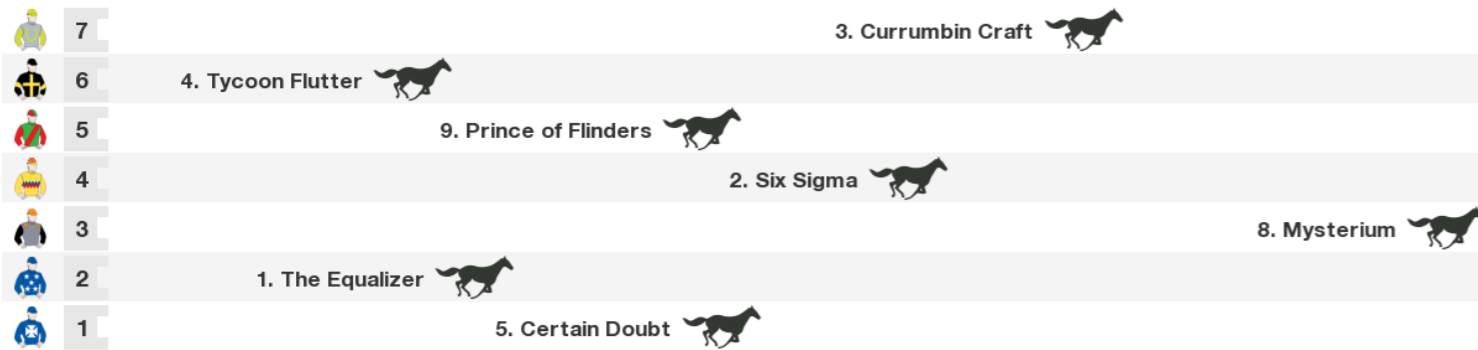 7 3. Currumbin Craft
6 4. Tycoon Flutter
5 9. Prince of Flinders
4 2. Six Sigma
3 8. Mysterium
2 1. The Equalizer
1 5. Certain Doubt